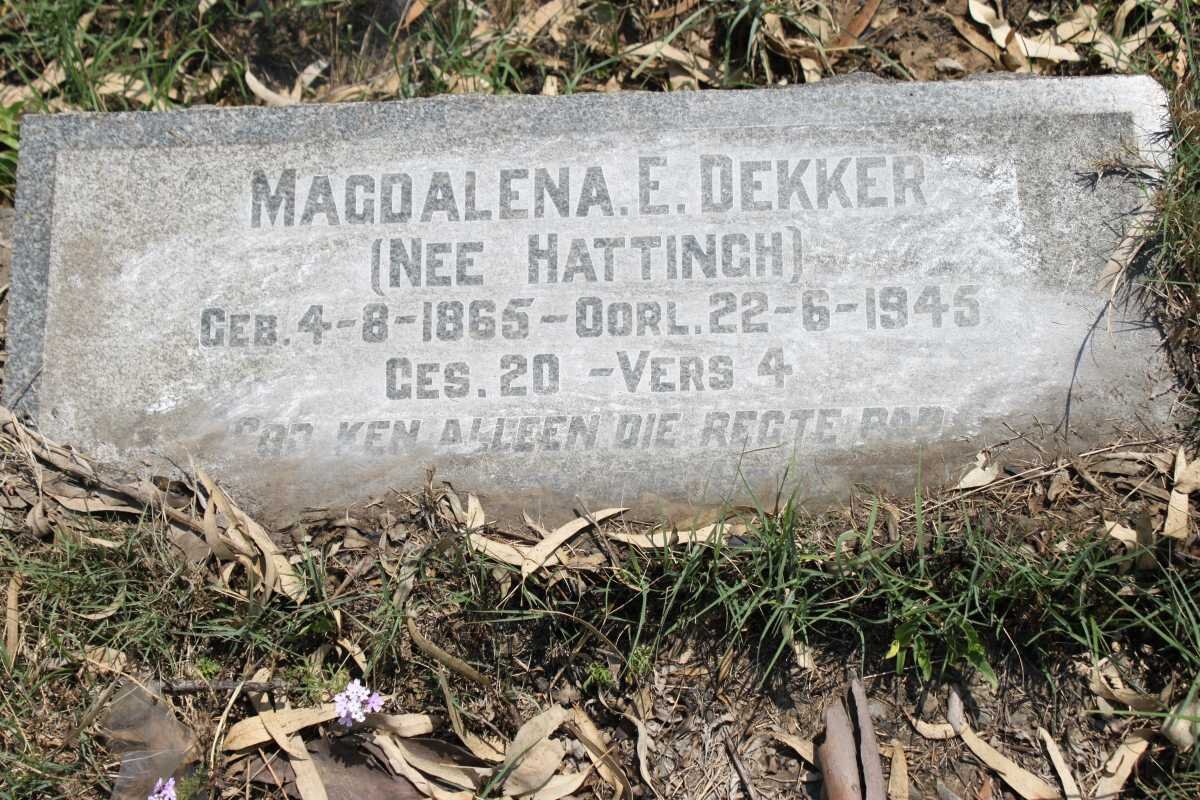 MAGDALENA. E. DEKKER
(NEE HATTINGH)
GEB. 4-8-1865 - OORL. 22-6-1945
GES. 20 - VERS 4
KEN ALLEEN DIE REGTE